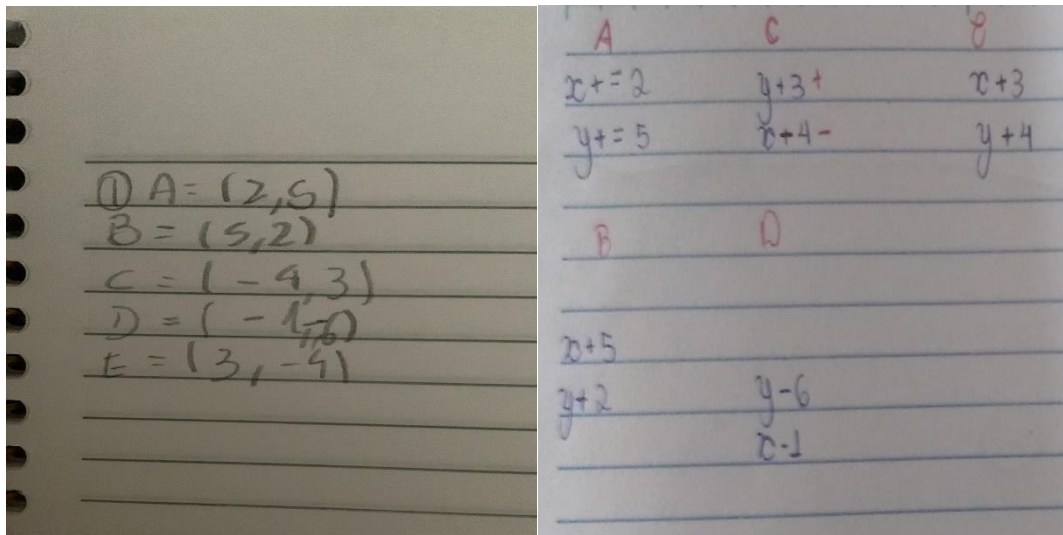 ① A = (2,5)
B = (5,2)
C = ( - 4,3)
D = ( - 1,-6)
E = (3, -4)
A C E
x+=2 y+3+ x+3
y+=5 x+4- y+4
B D
x+5
y+2 y-6
x-1